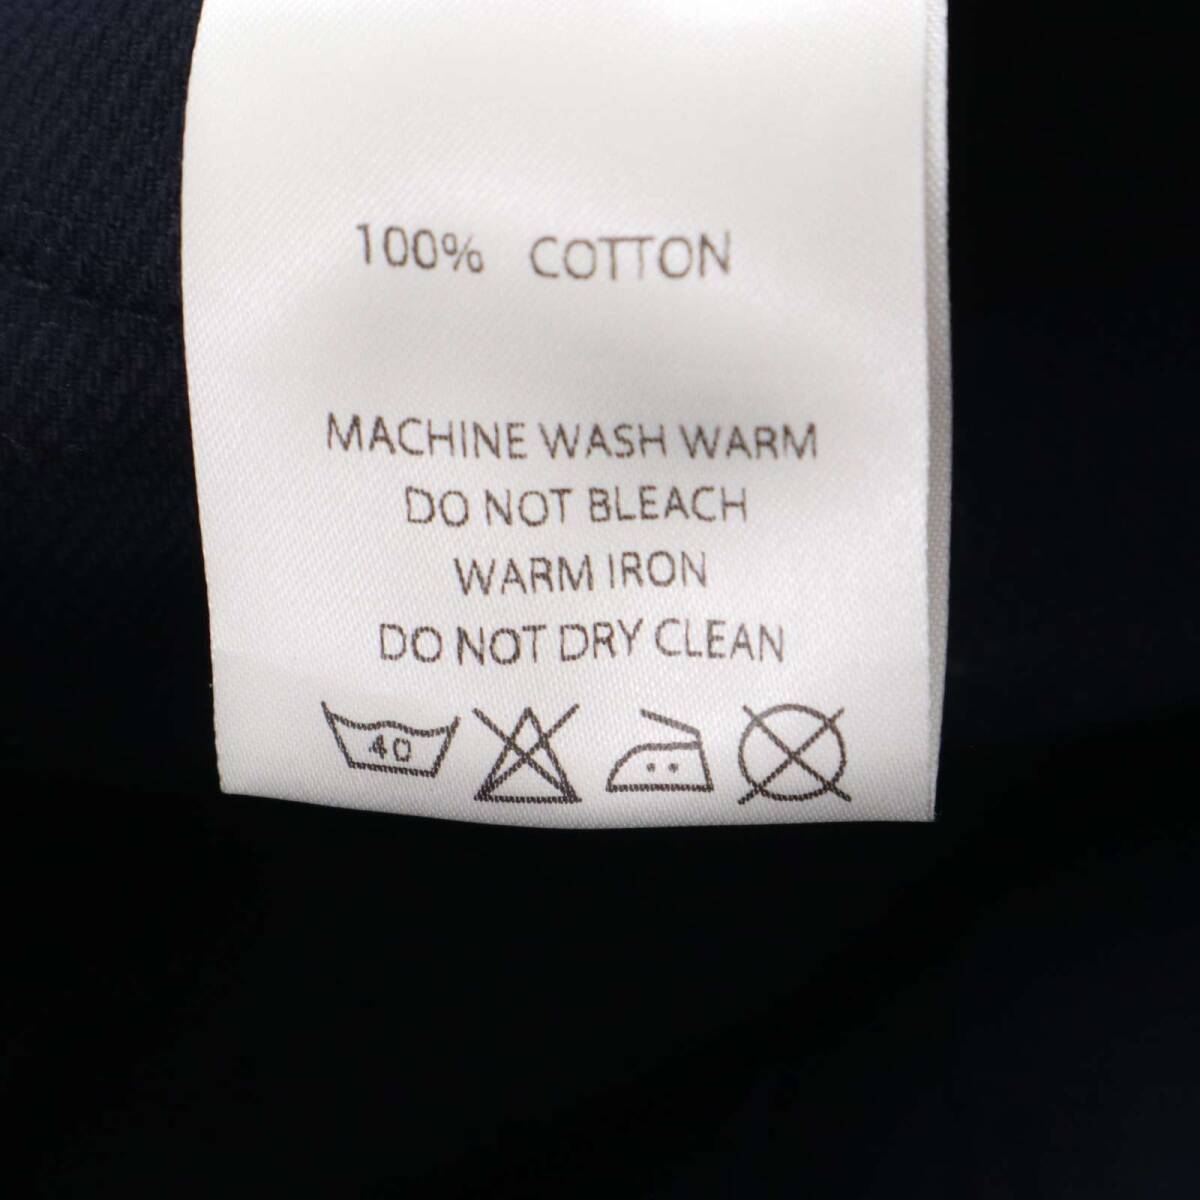 100% COTTON
MACHINE WASH WARM
DO NOT BLEACH
WARM IRON
DO NOT DRY CLEAN
40